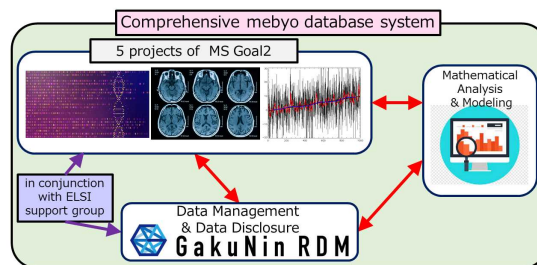 Comprehensive mebyo database system
5 projects of MS Goal2
Mathematical
Analysis
& Modeling
in conjunction
with ELSI
support group
Data Management
& Data Disclosure
GakuNin RDM